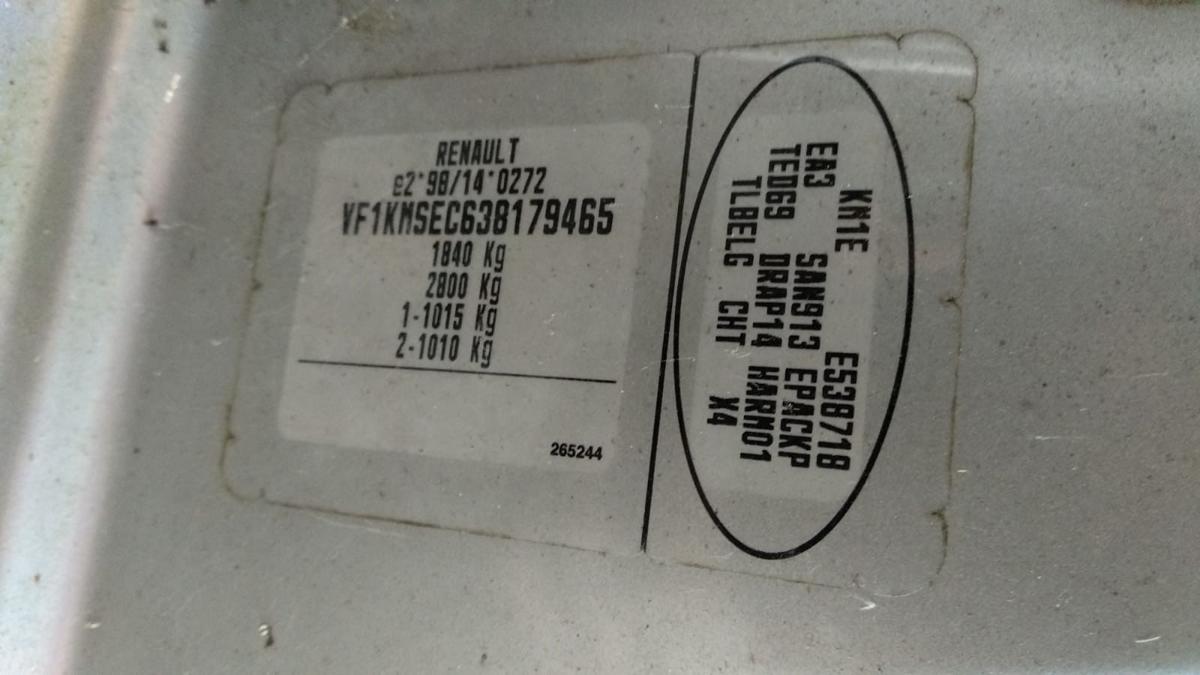 RENAULT
e2*98/14*0272
VF1KMSEC638179465
1840 Kg
2800 Kg
1-1015 Kg
2-1010 Kg
265244
KM1E E538718
EA3 SAN913 EPACKP
TED69 DRAP14 HARM01
TLBELG CHT X4